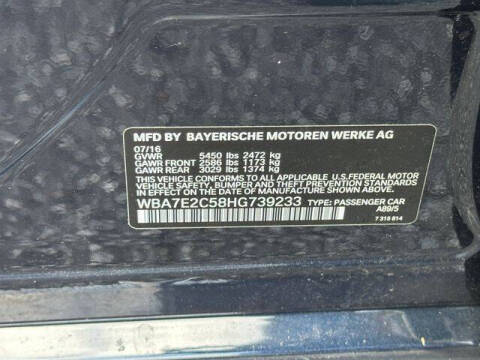 MFD BY BAYERISCHE MOTOREN WERKE AG
07/16
GVWR 5450 lbs 2472 kg
GAWR FRONT 2586 lbs 1173 kg
GAWR REAR 3029 lbs 1374 kg
THIS VEHICLE CONFORMS TO ALL APPLICABLE U.S. FEDERAL MOTOR
VEHICLE SAFETY, BUMPER AND THEFT PREVENTION STANDARDS
IN EFFECT ON THE DATE OF MANUFACTURE SHOWN ABOVE.
WBA7E2C58HG739233 TYPE: PASSENGER CAR
A89/5
7 318 614